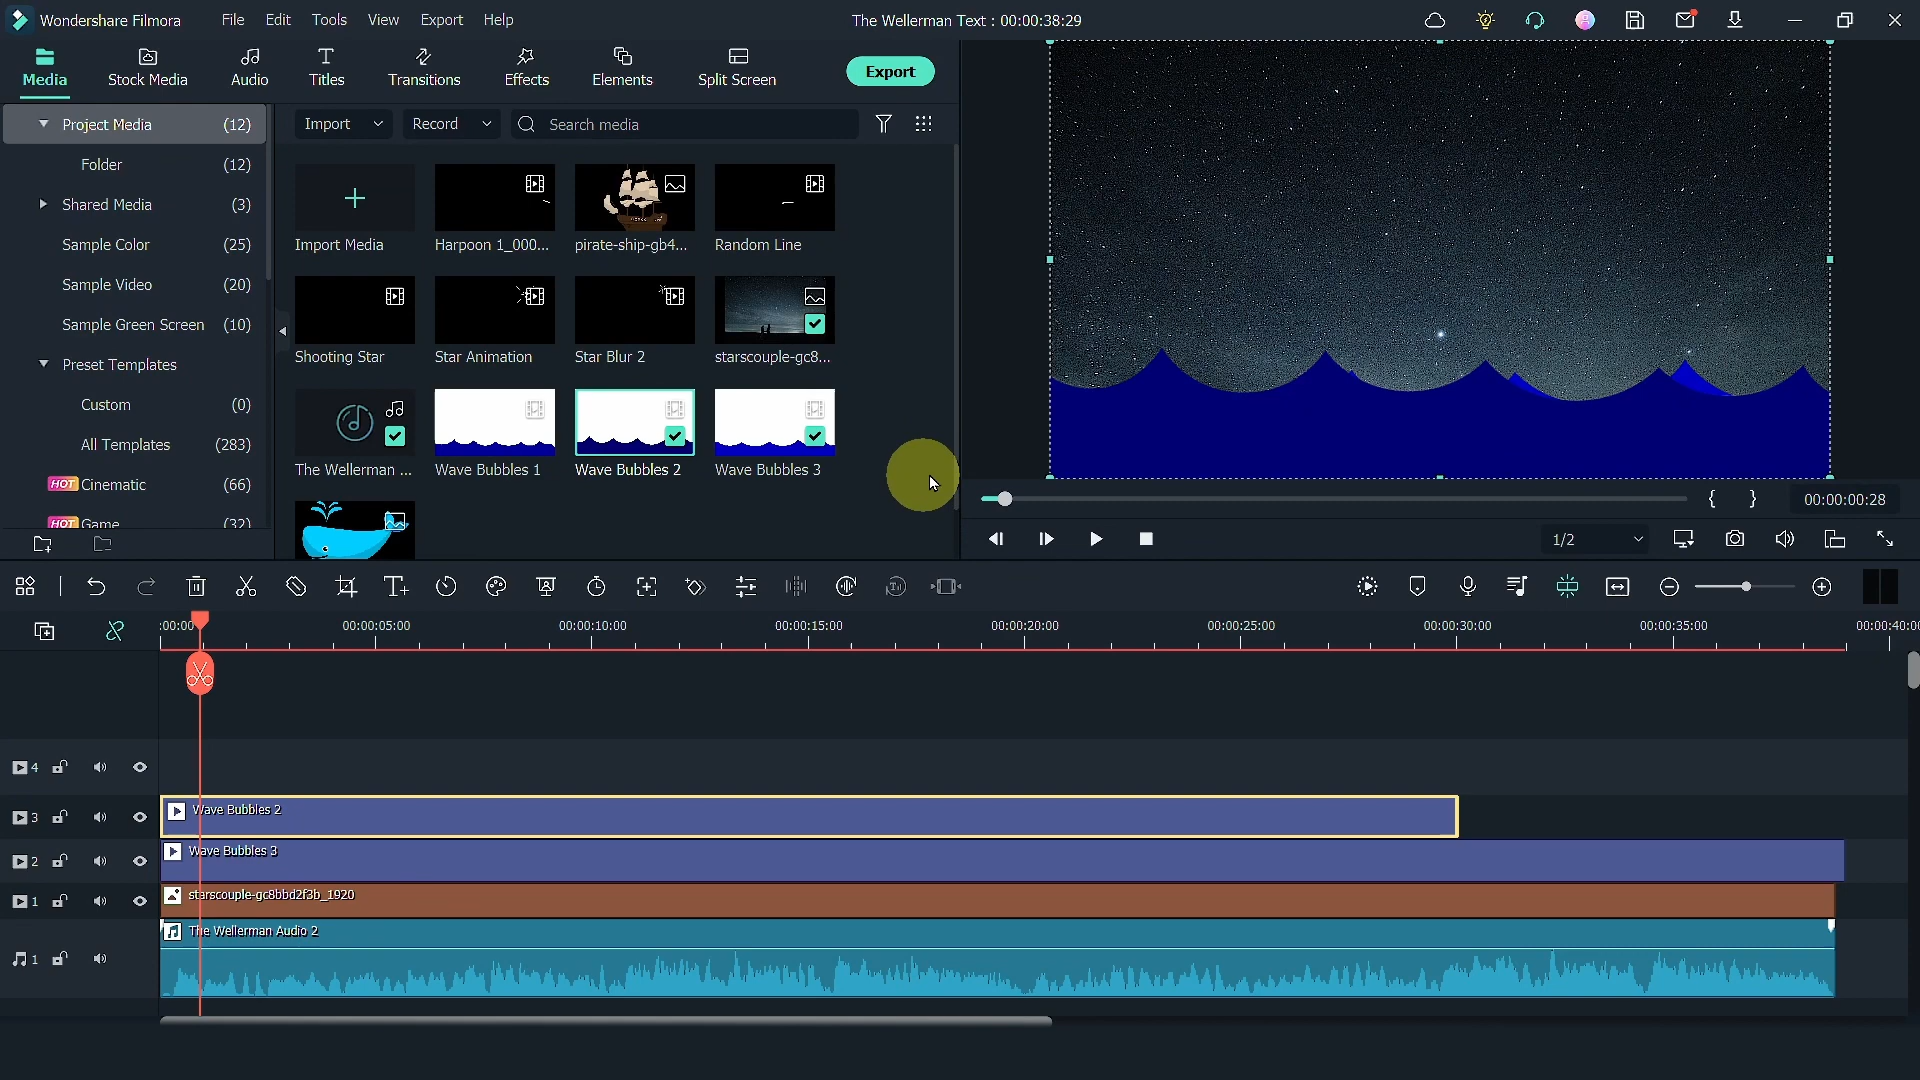 Wondershare Filmora
File Edit Tools View Export Help
The Wellerman Text : 00:00:38:29
Media
Stock Media
Audio
Titles
Transitions
Effects
Elements
Split Screen
Export
Project Media (12)
Folder (12)
Shared Media (3)
Sample Color (25)
Sample Video (20)
Sample Green Screen (10)
Preset Templates
Custom (0)
All Templates (283)
HOT Cinematic (66)
HOT Game (32)
Import
Record
Search media
Import Media
Harpoon 1_000...
pirate-ship-gb4...
Random Line
Shooting Star
Star Animation
Star Blur 2
starscouple-gc8...
The Wellerman ...
Wave Bubbles 1
Wave Bubbles 2
Wave Bubbles 3
{ }
00:00:00:28
1/2
:00:00
00:00:05:00
00:00:10:00
00:00:15:00
00:00:20:00
00:00:25:00
00:00:30:00
00:00:35:00
00:00:40:0
4
3
Wave Bubbles 2
2
Wave Bubbles 3
1
starscouple-gc8bbd2f3b_1920
The Wellerman Audio 2
1